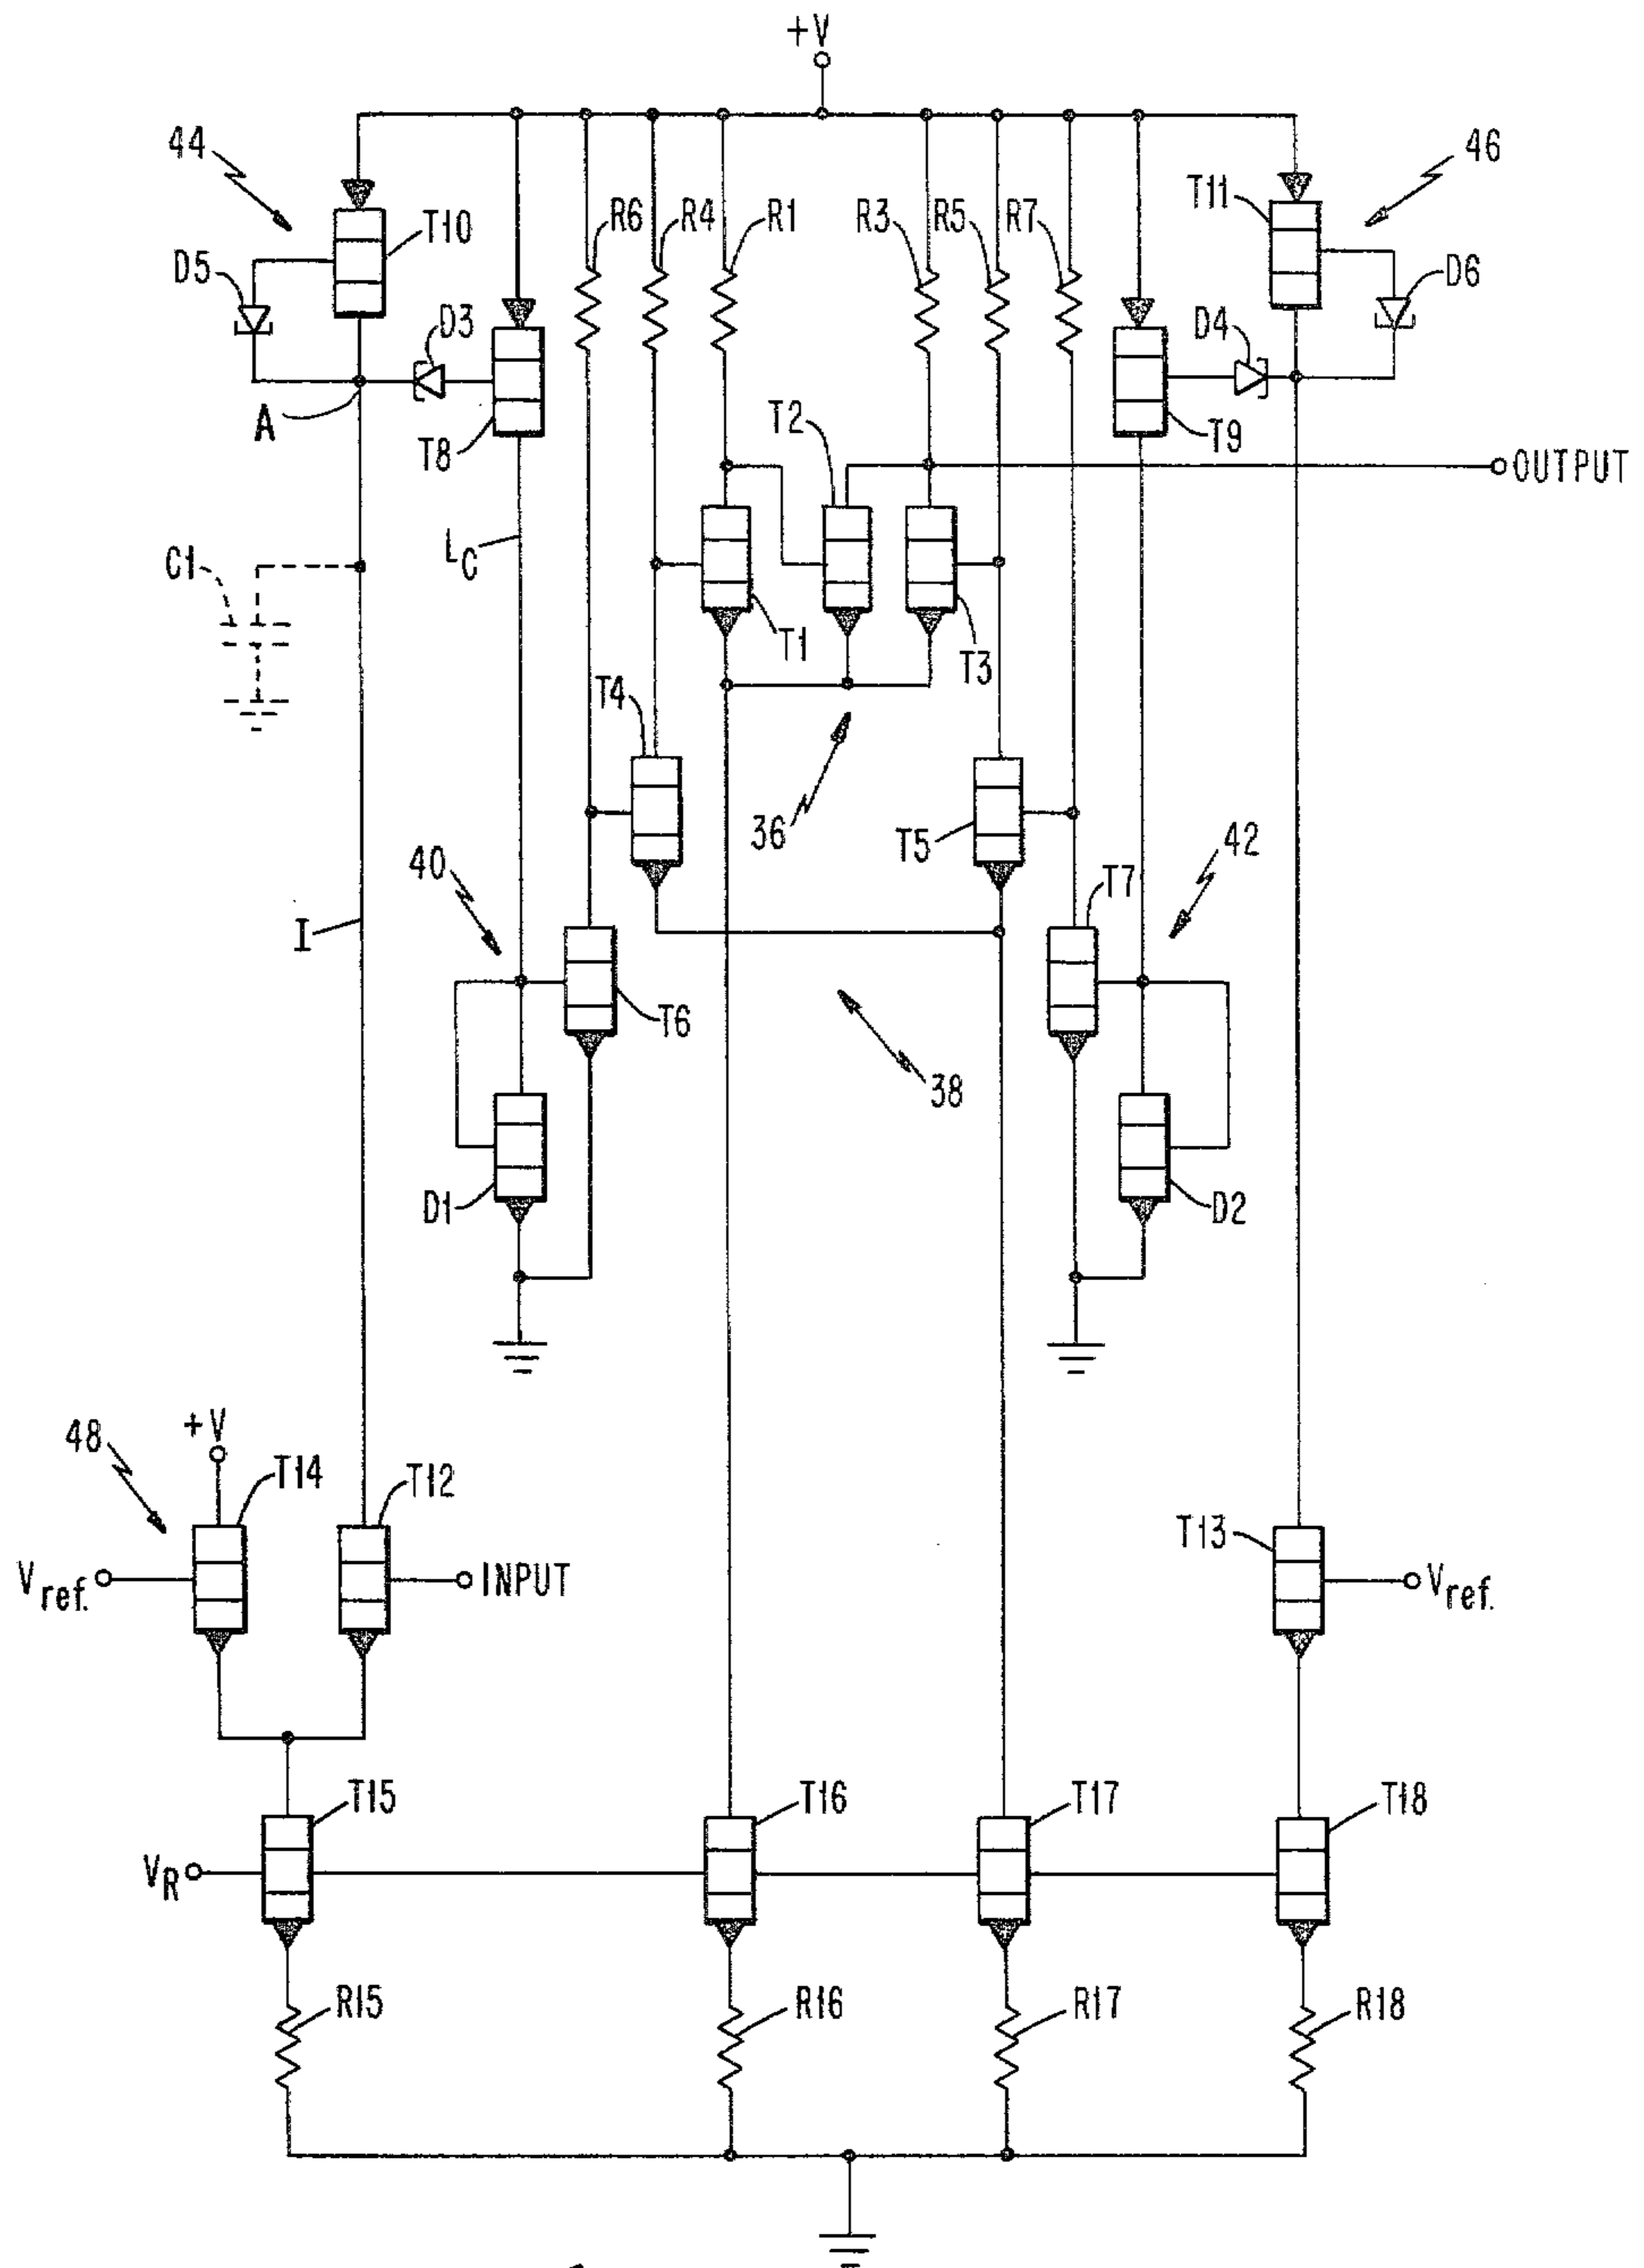 +V
44
46
T10
T11
R6
R4
R1
R3
R5
R7
D5
D6
D3
D4
A
T8
T9
T2
OUTPUT
LC
C1
T1
T3
T4
36
T5
40
42
T7
I
T6
38
D1
D2
+V
48
T14
T12
T13
Vref.
INPUT
Vref.
T15
T16
T17
T18
VR
R15
R16
R17
R18